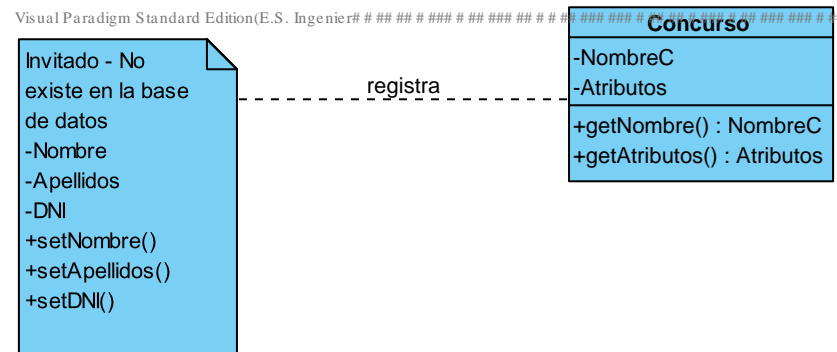 Visual Paradigm Standard Edition(E.S. Ingenier# # ## ## # ### # ## ### ## # # ## ### ### # ## ## # ### # ## ### ### # #
Concurso
Invitado - No
existe en la base
de datos
-Nombre
-Apellidos
-DNI
+setNombre()
+setApellidos()
+setDNI()
registra
-NombreC
-Atributos
+getNombre() : NombreC
+getAtributos() : Atributos